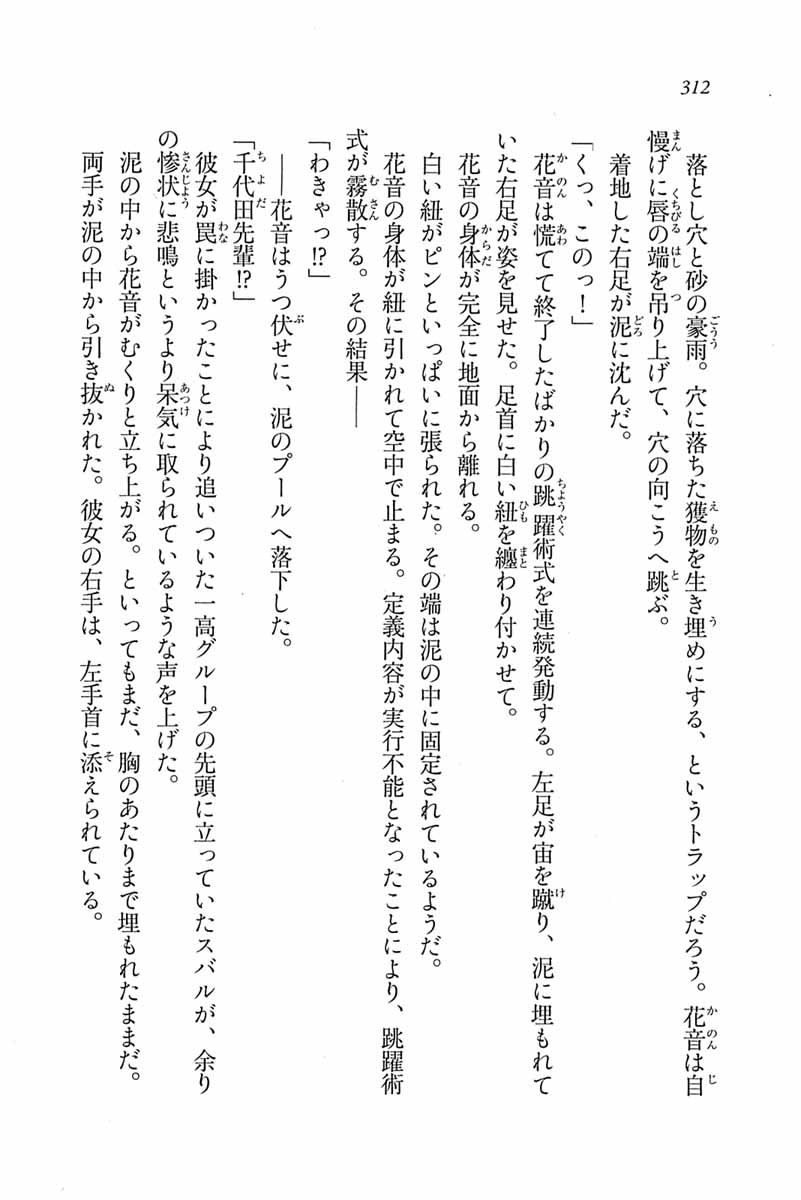 312
落とし穴と砂の豪雨。穴に落ちた獲物を生き埋めにする、というトラップだろう。花音は自
慢げに唇の端を吊り上げて、穴の向こうへ跳ぶ。
着地した右足が泥に沈んだ。
「くっ、このっ！」
花音は慌てて終了したばかりの跳躍術式を連続発動する。左足が宙を蹴り、泥に埋もれて
いた右足が姿を見せた。足首に白い紐を纏わり付かせて。
花音の身体が完全に地面から離れる。
白い紐がピンといっぱいに張られた。その端は泥の中に固定されているようだ。
花音の身体が紐に引かれて空中で止まる。定義内容が実行不能となったことにより、跳躍術
式が霧散する。その結果――
「わきゃっ!?」
――花音はうつ伏せに、泥のプールへ落下した。
「千代田先輩!?」
彼女が罠に掛かったことにより追いついた一高グループの先頭に立っていたスバルが、余り
の惨状に悲鳴というより呆気に取られているような声を上げた。
泥の中から花音がむくりと立ち上がる。といってもまだ、胸のあたりまで埋もれたままだ。
両手が泥の中から引き抜かれた。彼女の右手は、左手首に添えられている。